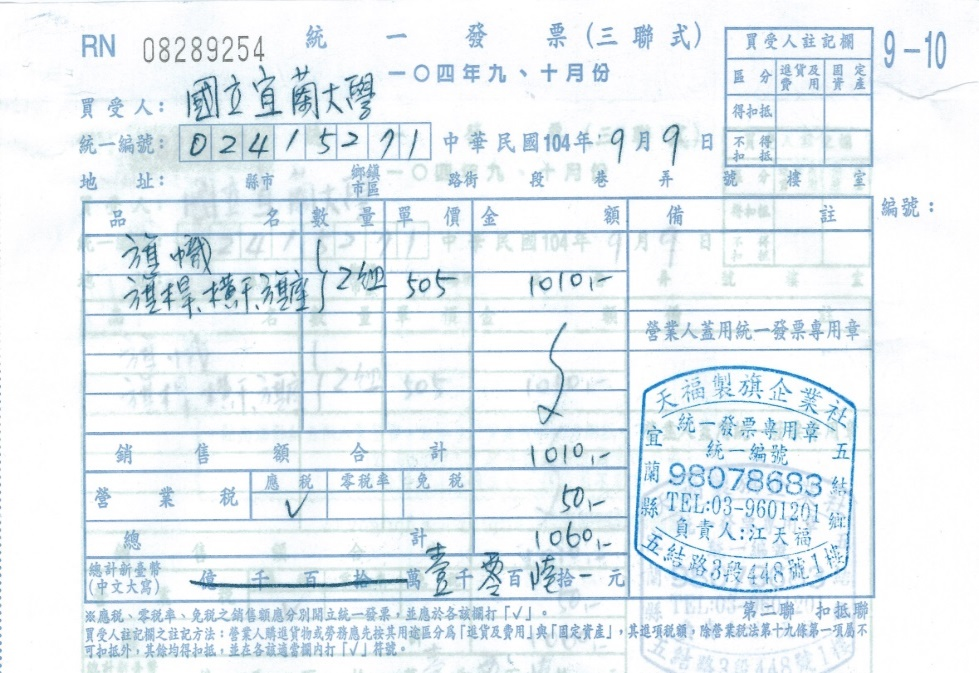 RN 08289254 統一發票(三聯式) 9-10
一〇四年九、十月份
買受人註記欄
區分 進貨及費用 固定資產
得扣抵
不得扣抵
買受人: 國立宜蘭大學
統一編號: 02415271 中華民國104年9月9日
地址: 縣市 鄉鎮市區 路街 段 巷 弄 號 樓 室
品名 數量 單價 金額 備註 編號:
旗幟
旗桿、橫干、旗座 2組 505 1010,-
營業人蓋用統一發票專用章
銷售額合計 1010,-
營業稅 應稅 零稅率 免稅
√ 50,-
總計 1060,-
總計新臺幣(中文大寫) 億千百拾萬壹千零百陸拾-元
天福製旗企業社
統一發票專用章
統一編號
98078683
TEL:03-9601201
負責人:江天福
宜蘭縣五結鄉五結路3段448號1樓
※應稅、零稅率、免稅之銷售額應分別開立統一發票,並應於各該欄打「√」。
第二聯 扣抵聯
買受人註記欄之註記方法:營業人購進貨物或勞務應先按其用途區分為「進貨及費用」與「固定資產」,其進項稅額,除營業稅法第十九條第一項屬不
可扣抵外,其餘均得扣抵,並在各該適當欄內打「√」符號。